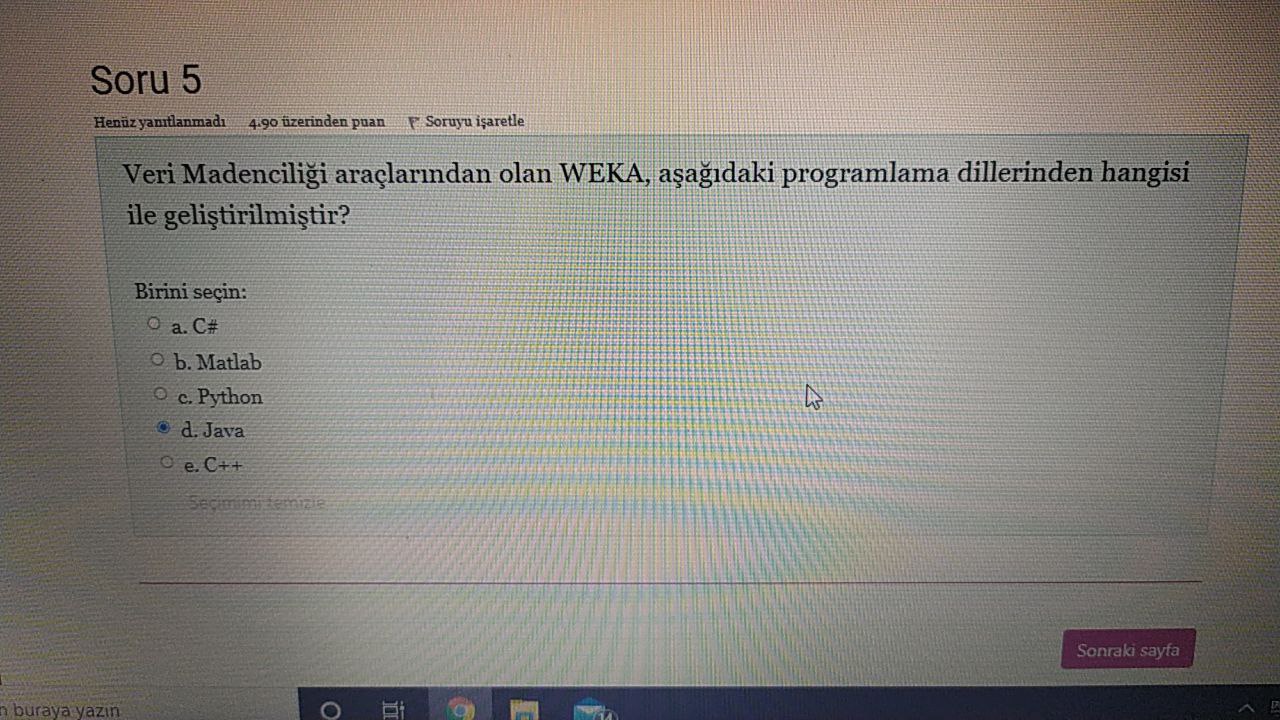 Soru 5
Henüz yanıtlanmadı 4.90 üzerinden puan Soruyu işaretle
Veri Madenciliği araçlarından olan WEKA, aşağıdaki programlama dillerinden hangisi
ile geliştirilmiştir?
Birini seçin:
a. C#
b. Matlab
c. Python
d. Java
e. C++
Seçimimi temizle
Sonraki sayfa
buraya yazın